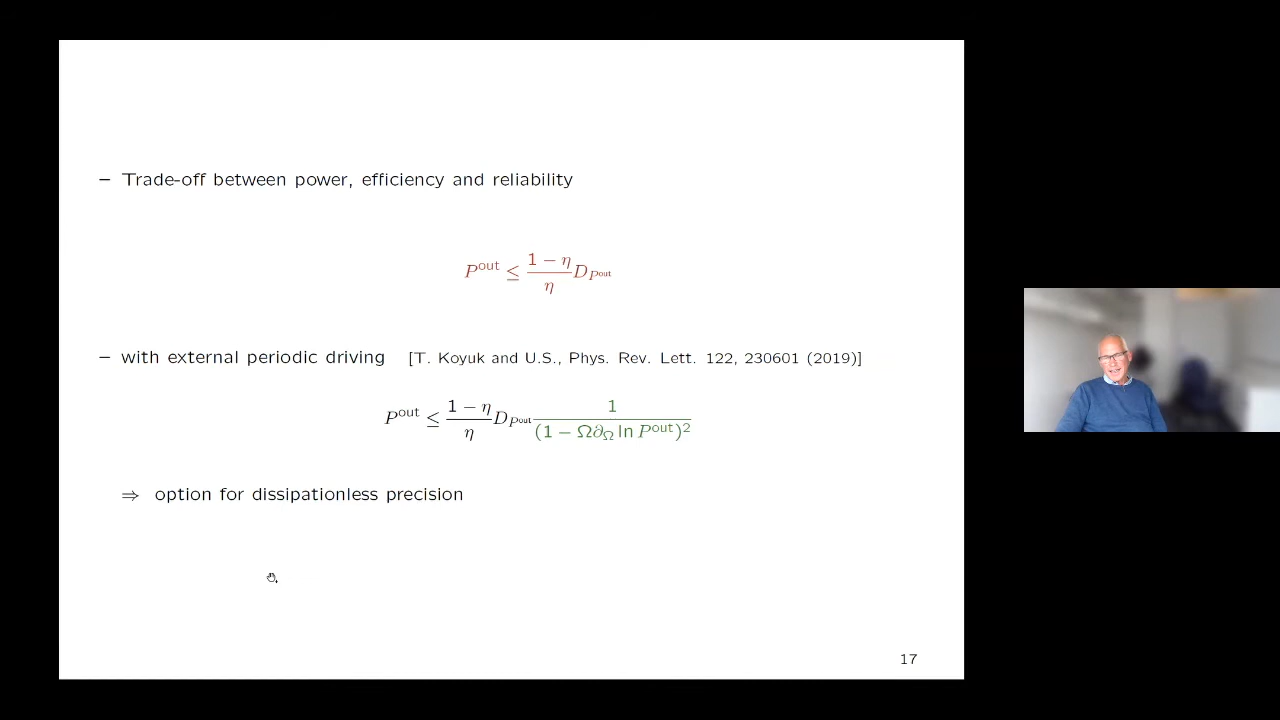 – Trade-off between power, efficiency and reliability
P^out ≤ (1 − η)/η D_{P^out}
– with external periodic driving [T. Koyuk and U.S., Phys. Rev. Lett. 122, 230601 (2019)]
P^out ≤ (1 − η)/η D_{P^out} 1/(1 − Ω∂_Ω ln P^out)²
⇒ option for dissipationless precision
17